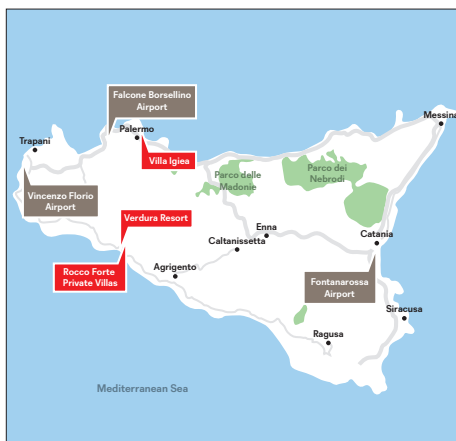 Falcone Borsellino
Airport
Messina
Palermo
Trapani
Villa Igiea
Parco delle
Madonie
Parco dei
Nebrodi
Vincenzo Florio
Airport
Verdura Resort
Enna
Catania
Caltanissetta
Rocco Forte
Private Villas
Agrigento
Fontanarossa
Airport
Siracusa
Ragusa
Mediterranean Sea